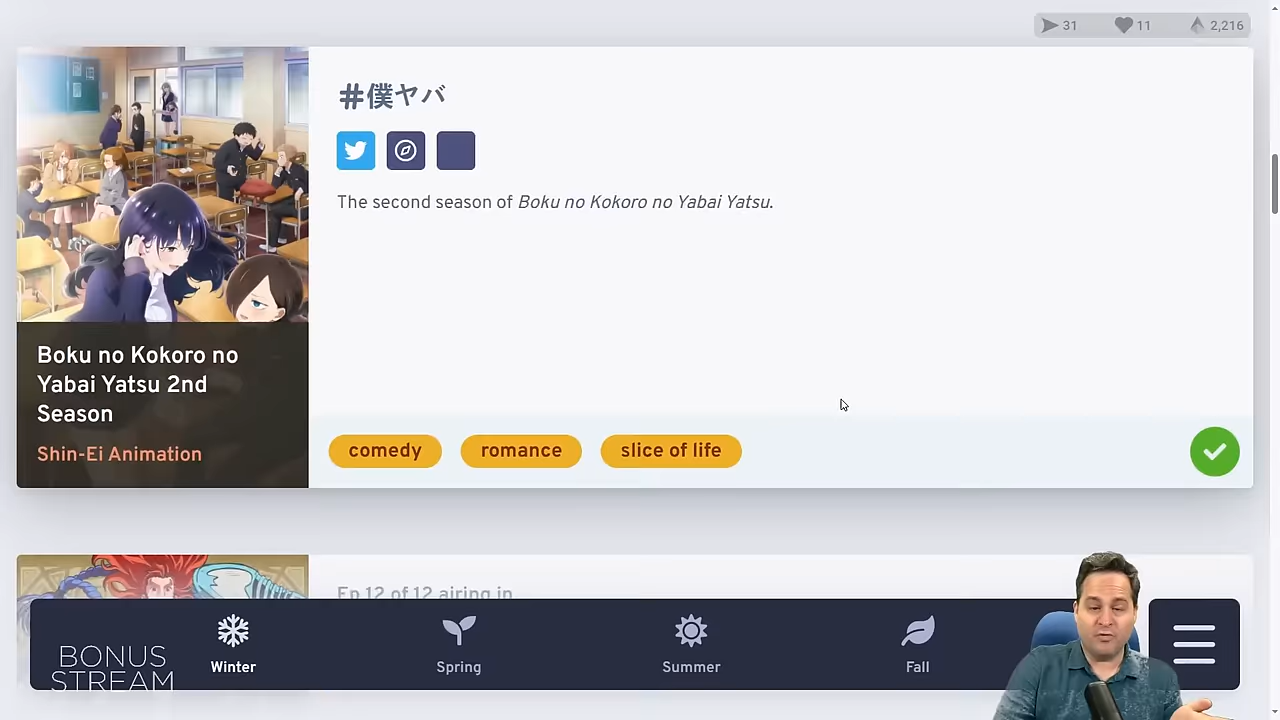 31 11 2,216
#僕ヤバ
The second season of Boku no Kokoro no Yabai Yatsu.
Boku no Kokoro no
Yabai Yatsu 2nd
Season
Shin-Ei Animation
comedy romance slice of life
Ep 12 of 12 airing in
BONUS
STREAM
Winter Spring Summer Fall